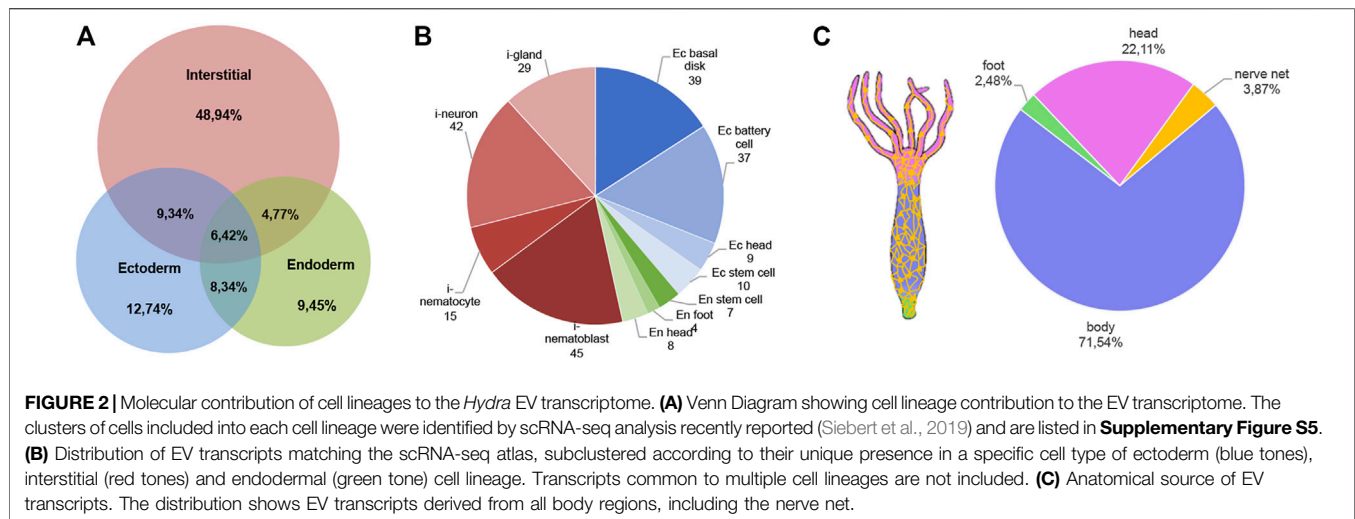 A
Interstitial
48,94%
9,34%
4,77%
6,42%
Ectoderm
Endoderm
8,34%
12,74%
9,45%
B
i-gland
29
Ec basal
disk
39
i-neuron
42
Ec battery
cell
37
Ec head
9
Ec stem cell
10
En stem cell
7
En foot
4
En head
8
i-
nematoblast
45
i-
nematocyte
15
C
head
22,11%
foot
2,48%
nerve net
3,87%
body
71,54%
FIGURE 2 | Molecular contribution of cell lineages to the Hydra EV transcriptome. (A) Venn Diagram showing cell lineage contribution to the EV transcriptome. The
clusters of cells included into each cell lineage were identified by scRNA-seq analysis recently reported (Siebert et al., 2019) and are listed in Supplementary Figure S5.
(B) Distribution of EV transcripts matching the scRNA-seq atlas, subclustered according to their unique presence in a specific cell type of ectoderm (blue tones),
interstitial (red tones) and endodermal (green tone) cell lineage. Transcripts common to multiple cell lineages are not included. (C) Anatomical source of EV
transcripts. The distribution shows EV transcripts derived from all body regions, including the nerve net.